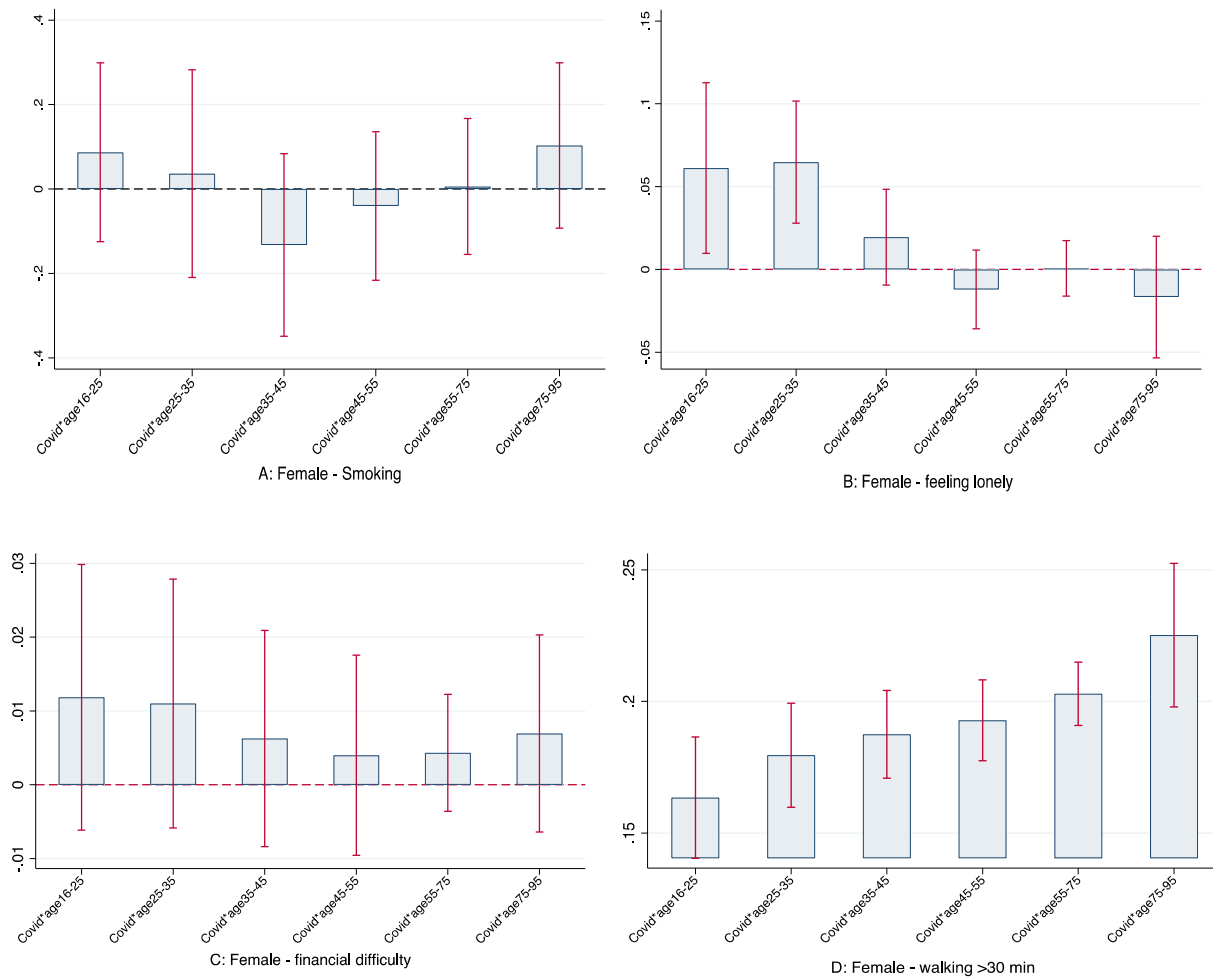 .4
.2
0
-.2
-.4
Covid*age16-25
Covid*age25-35
Covid*age35-45
Covid*age45-55
Covid*age55-75
Covid*age75-95
A: Female - Smoking
.15
.1
.05
0
-.05
Covid*age16-25
Covid*age25-35
Covid*age35-45
Covid*age45-55
Covid*age55-75
Covid*age75-95
B: Female - feeling lonely
.03
.02
.01
0
-.01
Covid*age16-25
Covid*age25-35
Covid*age35-45
Covid*age45-55
Covid*age55-75
Covid*age75-95
C: Female - financial difficulty
.25
.2
.15
Covid*age16-25
Covid*age25-35
Covid*age35-45
Covid*age45-55
Covid*age55-75
Covid*age75-95
D: Female - walking >30 min